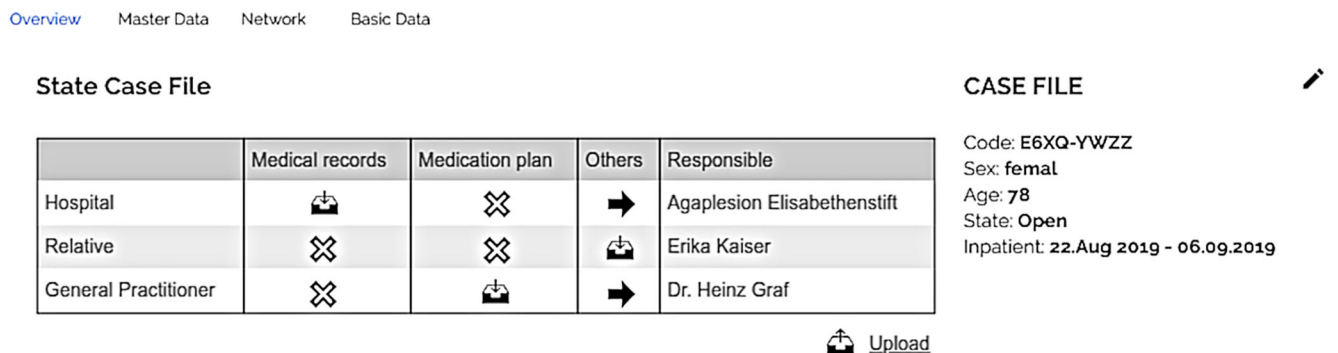 Overview Master Data Network Basic Data
State Case File
Medical records Medication plan Others Responsible
Hospital Agaplesion Elisabethenstift
Relative Erika Kaiser
General Practitioner Dr. Heinz Graf
Upload
CASE FILE
Code: E6XQ-YWZZ
Sex: femal
Age: 78
State: Open
Inpatient: 22.Aug 2019 - 06.09.2019